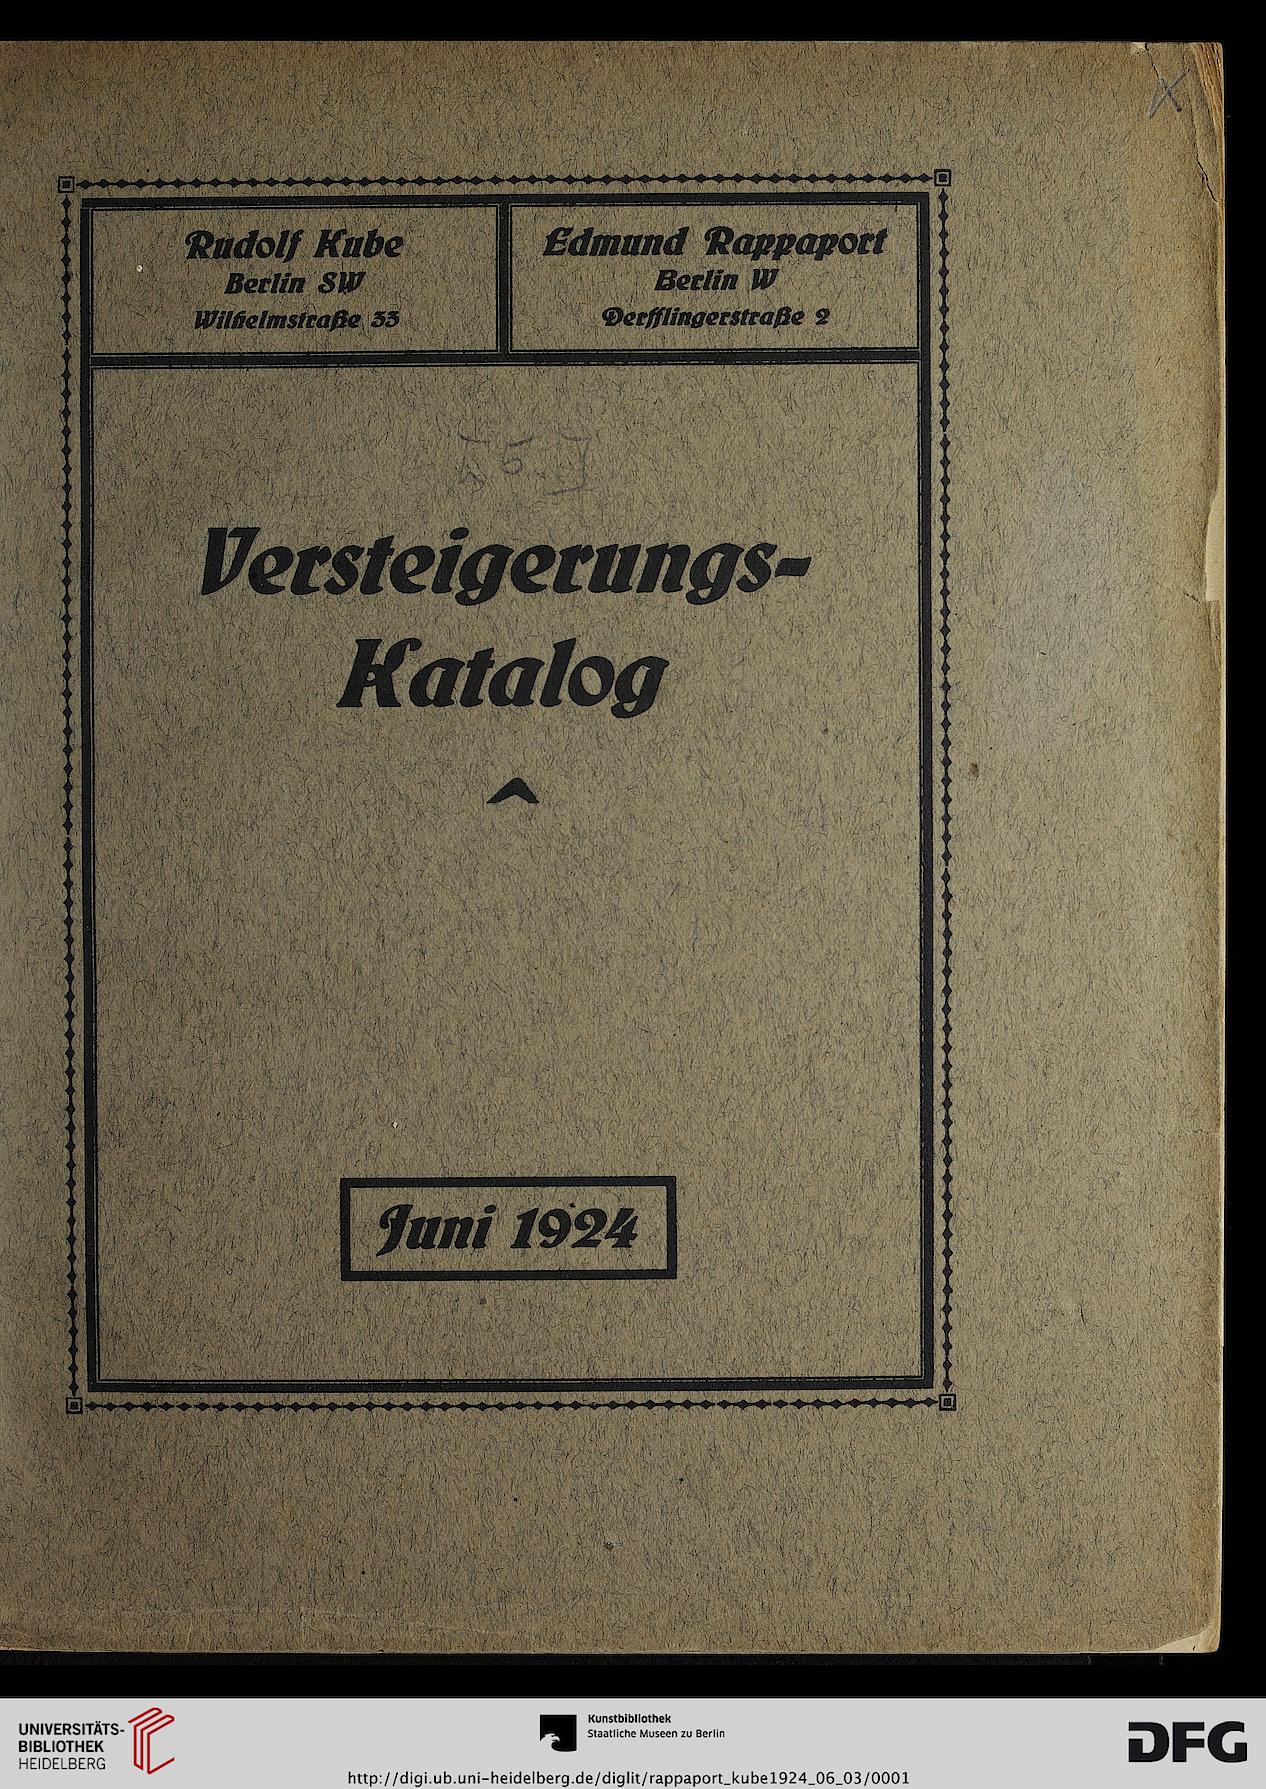 Rudolf Kube
Berlin SW
Wilhelmstraße 33
Edmund Rappaport
Berlin W
Derfflingerstraße 2
Versteigerungs-
Katalog
Juni 1924
UNIVERSITÄTS-
BIBLIOTHEK
HEIDELBERG
Kunstbibliothek
Staatliche Museen zu Berlin
DFG
http://digi.ub.uni-heidelberg.de/diglit/rappaport_kube1924_06_03/0001